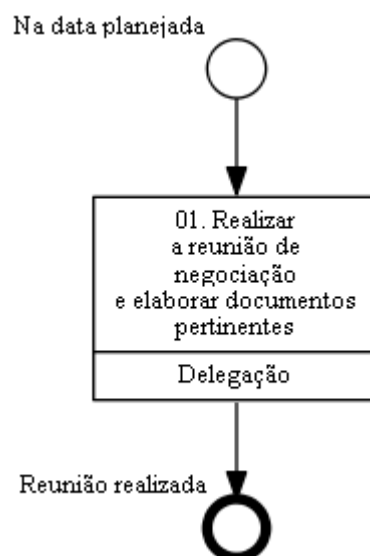 Na data planejada
01. Realizar
a reunião de
negociação
e elaborar documentos
pertinentes
Delegação
Reunião realizada